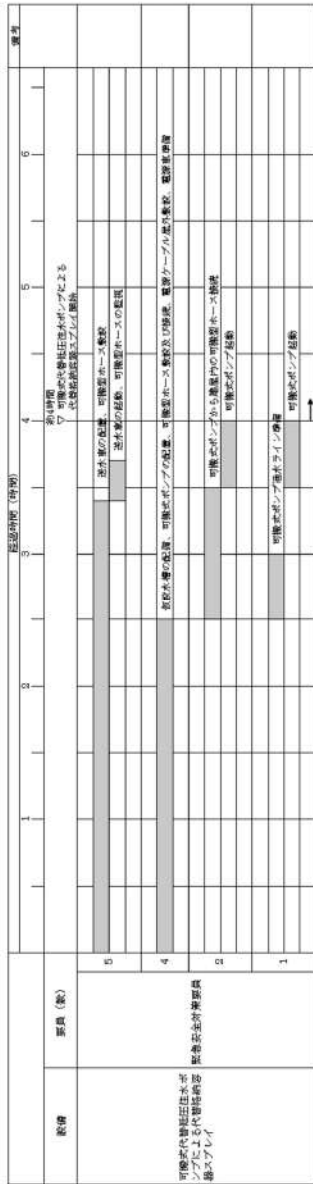 経過時間（時間）
備考
設備
要員（数）
1
2
3
4
5
6
約4時間
▽ 可搬式代替低圧注水ポンプによる
代替格納容器スプレイ開始
可搬式代替低圧注水ポ
ンプによる代替格納容
器スプレイ
緊急安全対策要員
5
送水車の配置、可搬型ホース敷設
送水車の起動、可搬型ホースの監視
4
仮設水槽の配備、可搬式ポンプの配置、可搬型ホース敷設及び接続、電源ケーブル屋外敷設、電源車準備
2
可搬式ポンプから建屋内の可搬型ホース接続
可搬式ポンプ起動
1
可搬式ポンプ通水ライン準備
可搬式ポンプ起動